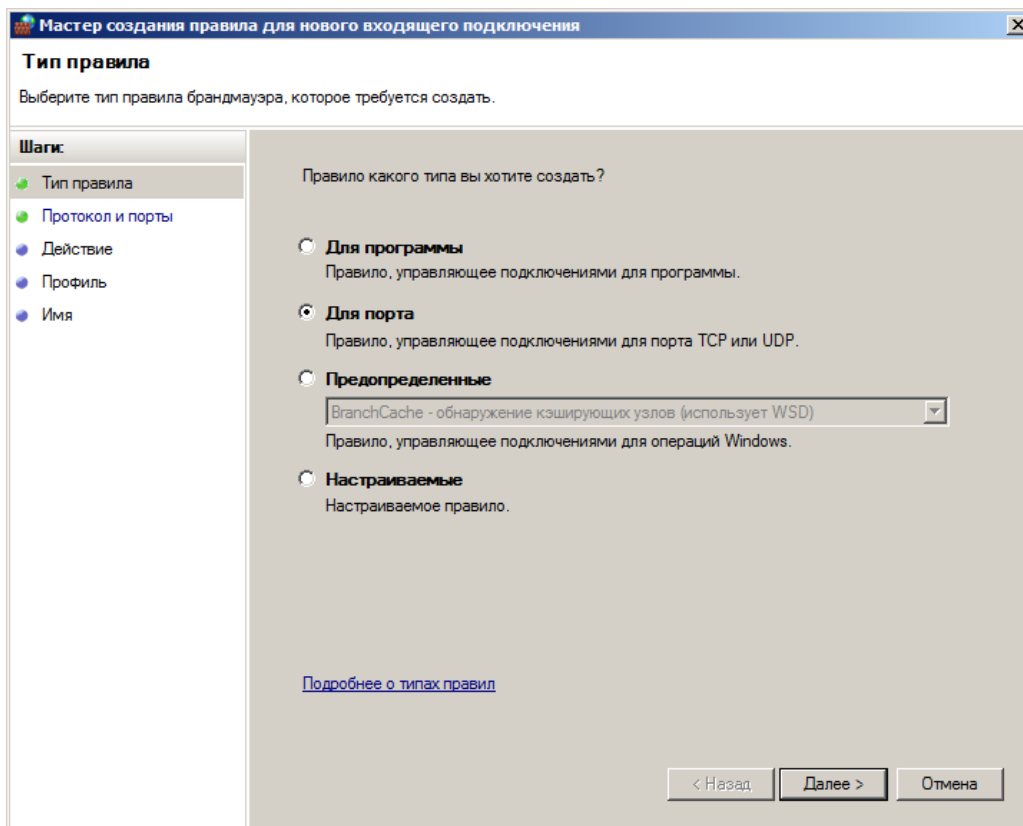 Мастер создания правила для нового входящего подключения
Тип правила
Выберите тип правила брандмауэра, которое требуется создать.
Шаги:
Тип правила
Протокол и порты
Действие
Профиль
Имя
Правило какого типа вы хотите создать?
Для программы
Правило, управляющее подключениями для программы.
Для порта
Правило, управляющее подключениями для порта TCP или UDP.
Предопределенные
BranchCache - обнаружение кэширующих узлов (использует WSD)
Правило, управляющее подключениями для операций Windows.
Настраиваемые
Настраиваемое правило.
Подробнее о типах правил
< Назад
Далее >
Отмена